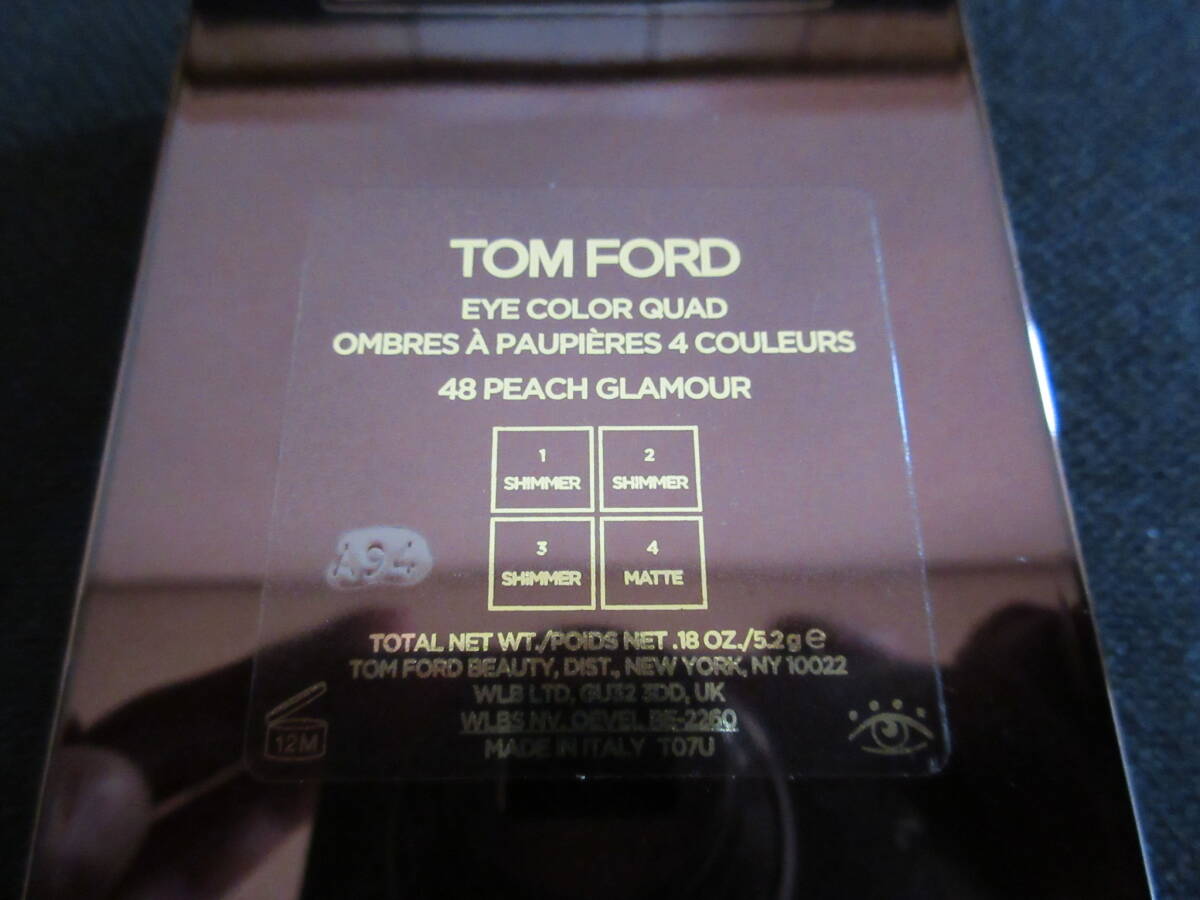 TOM FORD
EYE COLOR QUAD
OMBRES À PAUPIÈRES 4 COULEURS
48 PEACH GLAMOUR
1
SHIMMER
2
SHIMMER
3
SHIMMER
4
MATTE
A94
TOTAL NET WT./POIDS NET .18 OZ./5.2g e
TOM FORD BEAUTY, DIST., NEW YORK, NY 10022
WLB LTD, GU32 3DD, UK
WLBS NV. OEVEL BE-2260
MADE IN ITALY T07U
12M